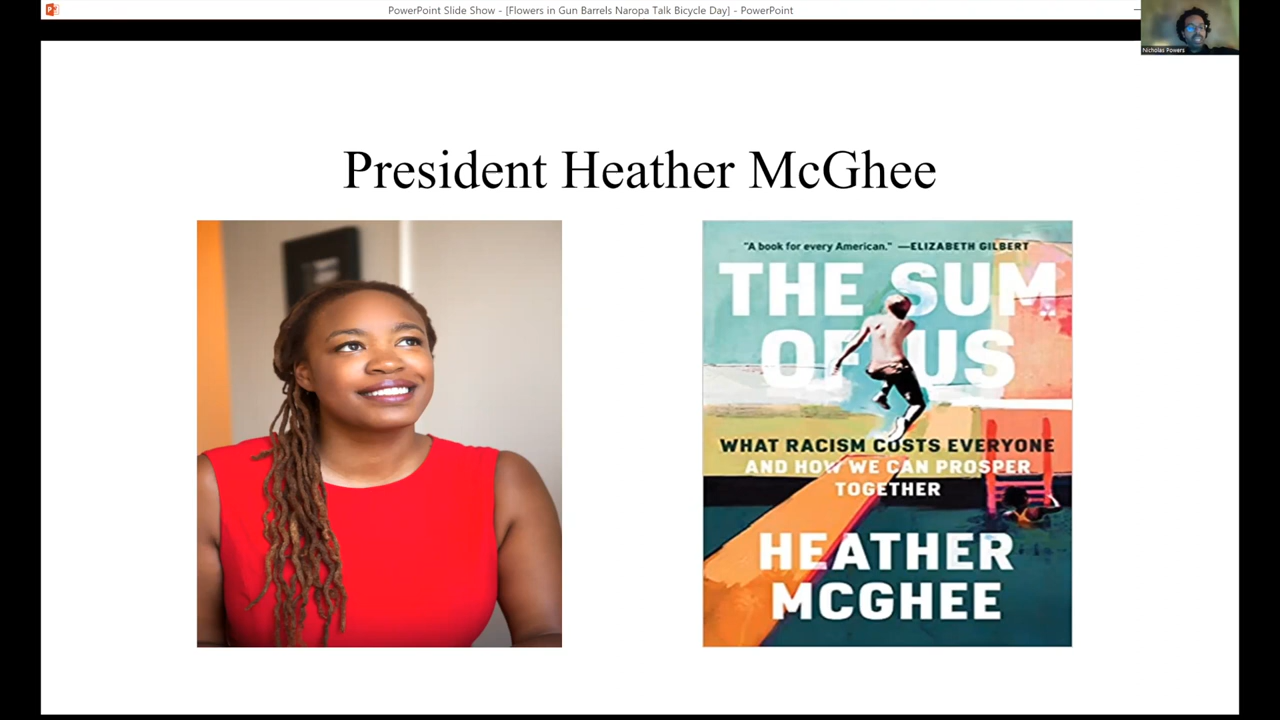 PowerPoint Slide Show - [Flowers in Gun Barrels Naropa Talk Bicycle Day] - PowerPoint
Nicholas Powers
President Heather McGhee
"A book for every American." —ELIZABETH GILBERT
THE SUM
OF US
WHAT RACISM COSTS EVERYONE
AND HOW WE CAN PROSPER
TOGETHER
HEATHER
MCGHEE